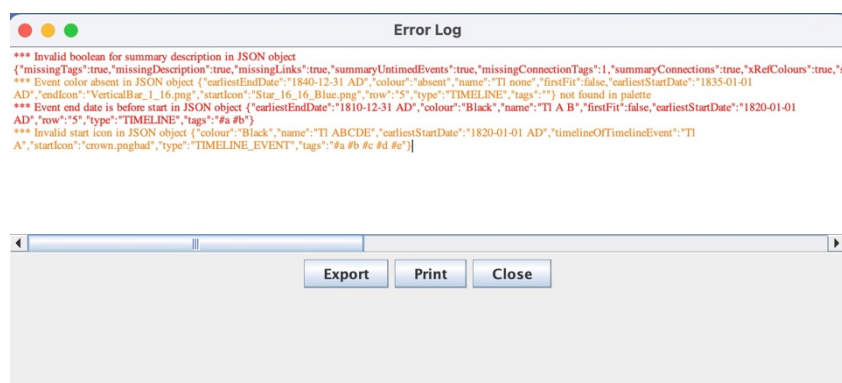 Error Log
*** Invalid boolean for summary description in JSON object
{"missingTags":true,"missingDescription":true,"missingLinks":true,"summaryUntimedEvents":true,"missingConnectionTags":1,"summaryConnections":true,"xRefColours":true,"s
*** Event color absent in JSON object {"earliestEndDate":"1840-12-31 AD","colour":"absent","name":"Tl none","firstFit":false,"earliestStartDate":"1835-01-01
AD","endIcon":"VerticalBar_1_16.png","startIcon":"Star_16_16_Blue.png","row":"5","type":"TIMELINE","tags":""} not found in palette
*** Event end date is before start in JSON object {"earliestEndDate":"1810-12-31 AD","colour":"Black","name":"Tl A B","firstFit":false,"earliestStartDate":"1820-01-01
AD","row":"5","type":"TIMELINE","tags":"#a #b"}
*** Invalid start icon in JSON object {"colour":"Black","name":"Tl ABCDE","earliestStartDate":"1820-01-01 AD","timelineOfTimelineEvent":"Tl
A","startIcon":"crown.pngbad","type":"TIMELINE_EVENT","tags":"#a #b #c #d #e"}
Export Print Close